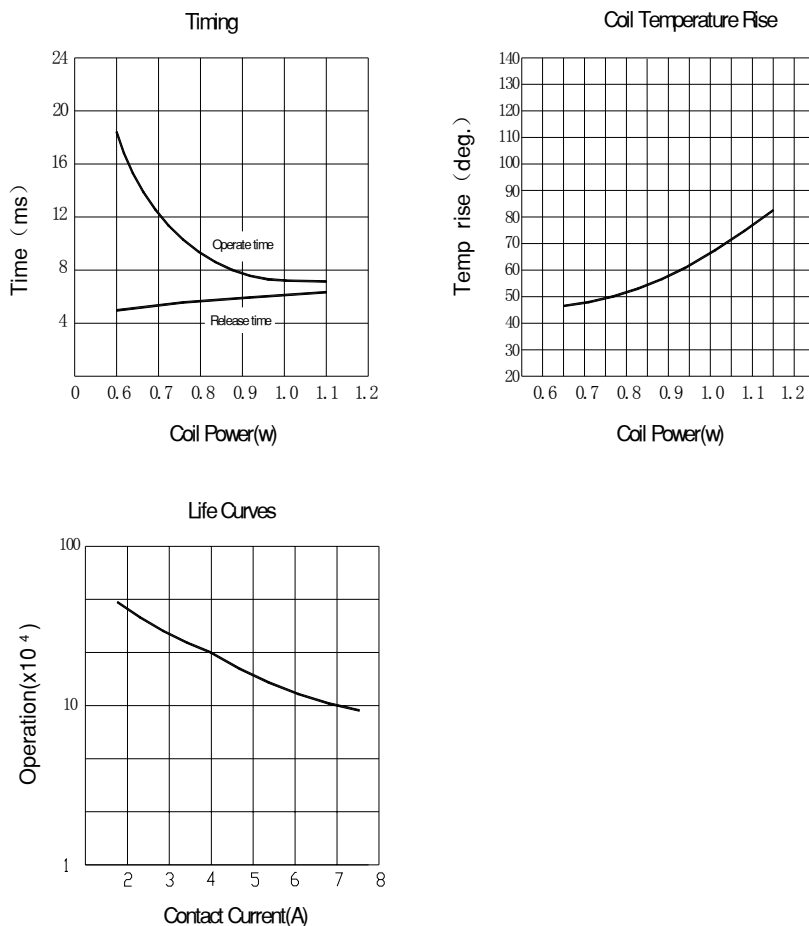 Timing
24
20
16
12
8
4
Time (ms)
Operate time
Release time
0 0.6 0.7 0.8 0.9 1.0 1.1 1.2
Coil Power(w)
Coil Temperature Rise
140
130
120
110
100
90
80
70
60
50
40
30
20
Temp rise (deg.)
0.6 0.7 0.8 0.9 1.0 1.1 1.2
Coil Power(w)
Life Curves
100
10
1
Operation(x10⁴)
2 3 4 5 6 7 8
Contact Current(A)